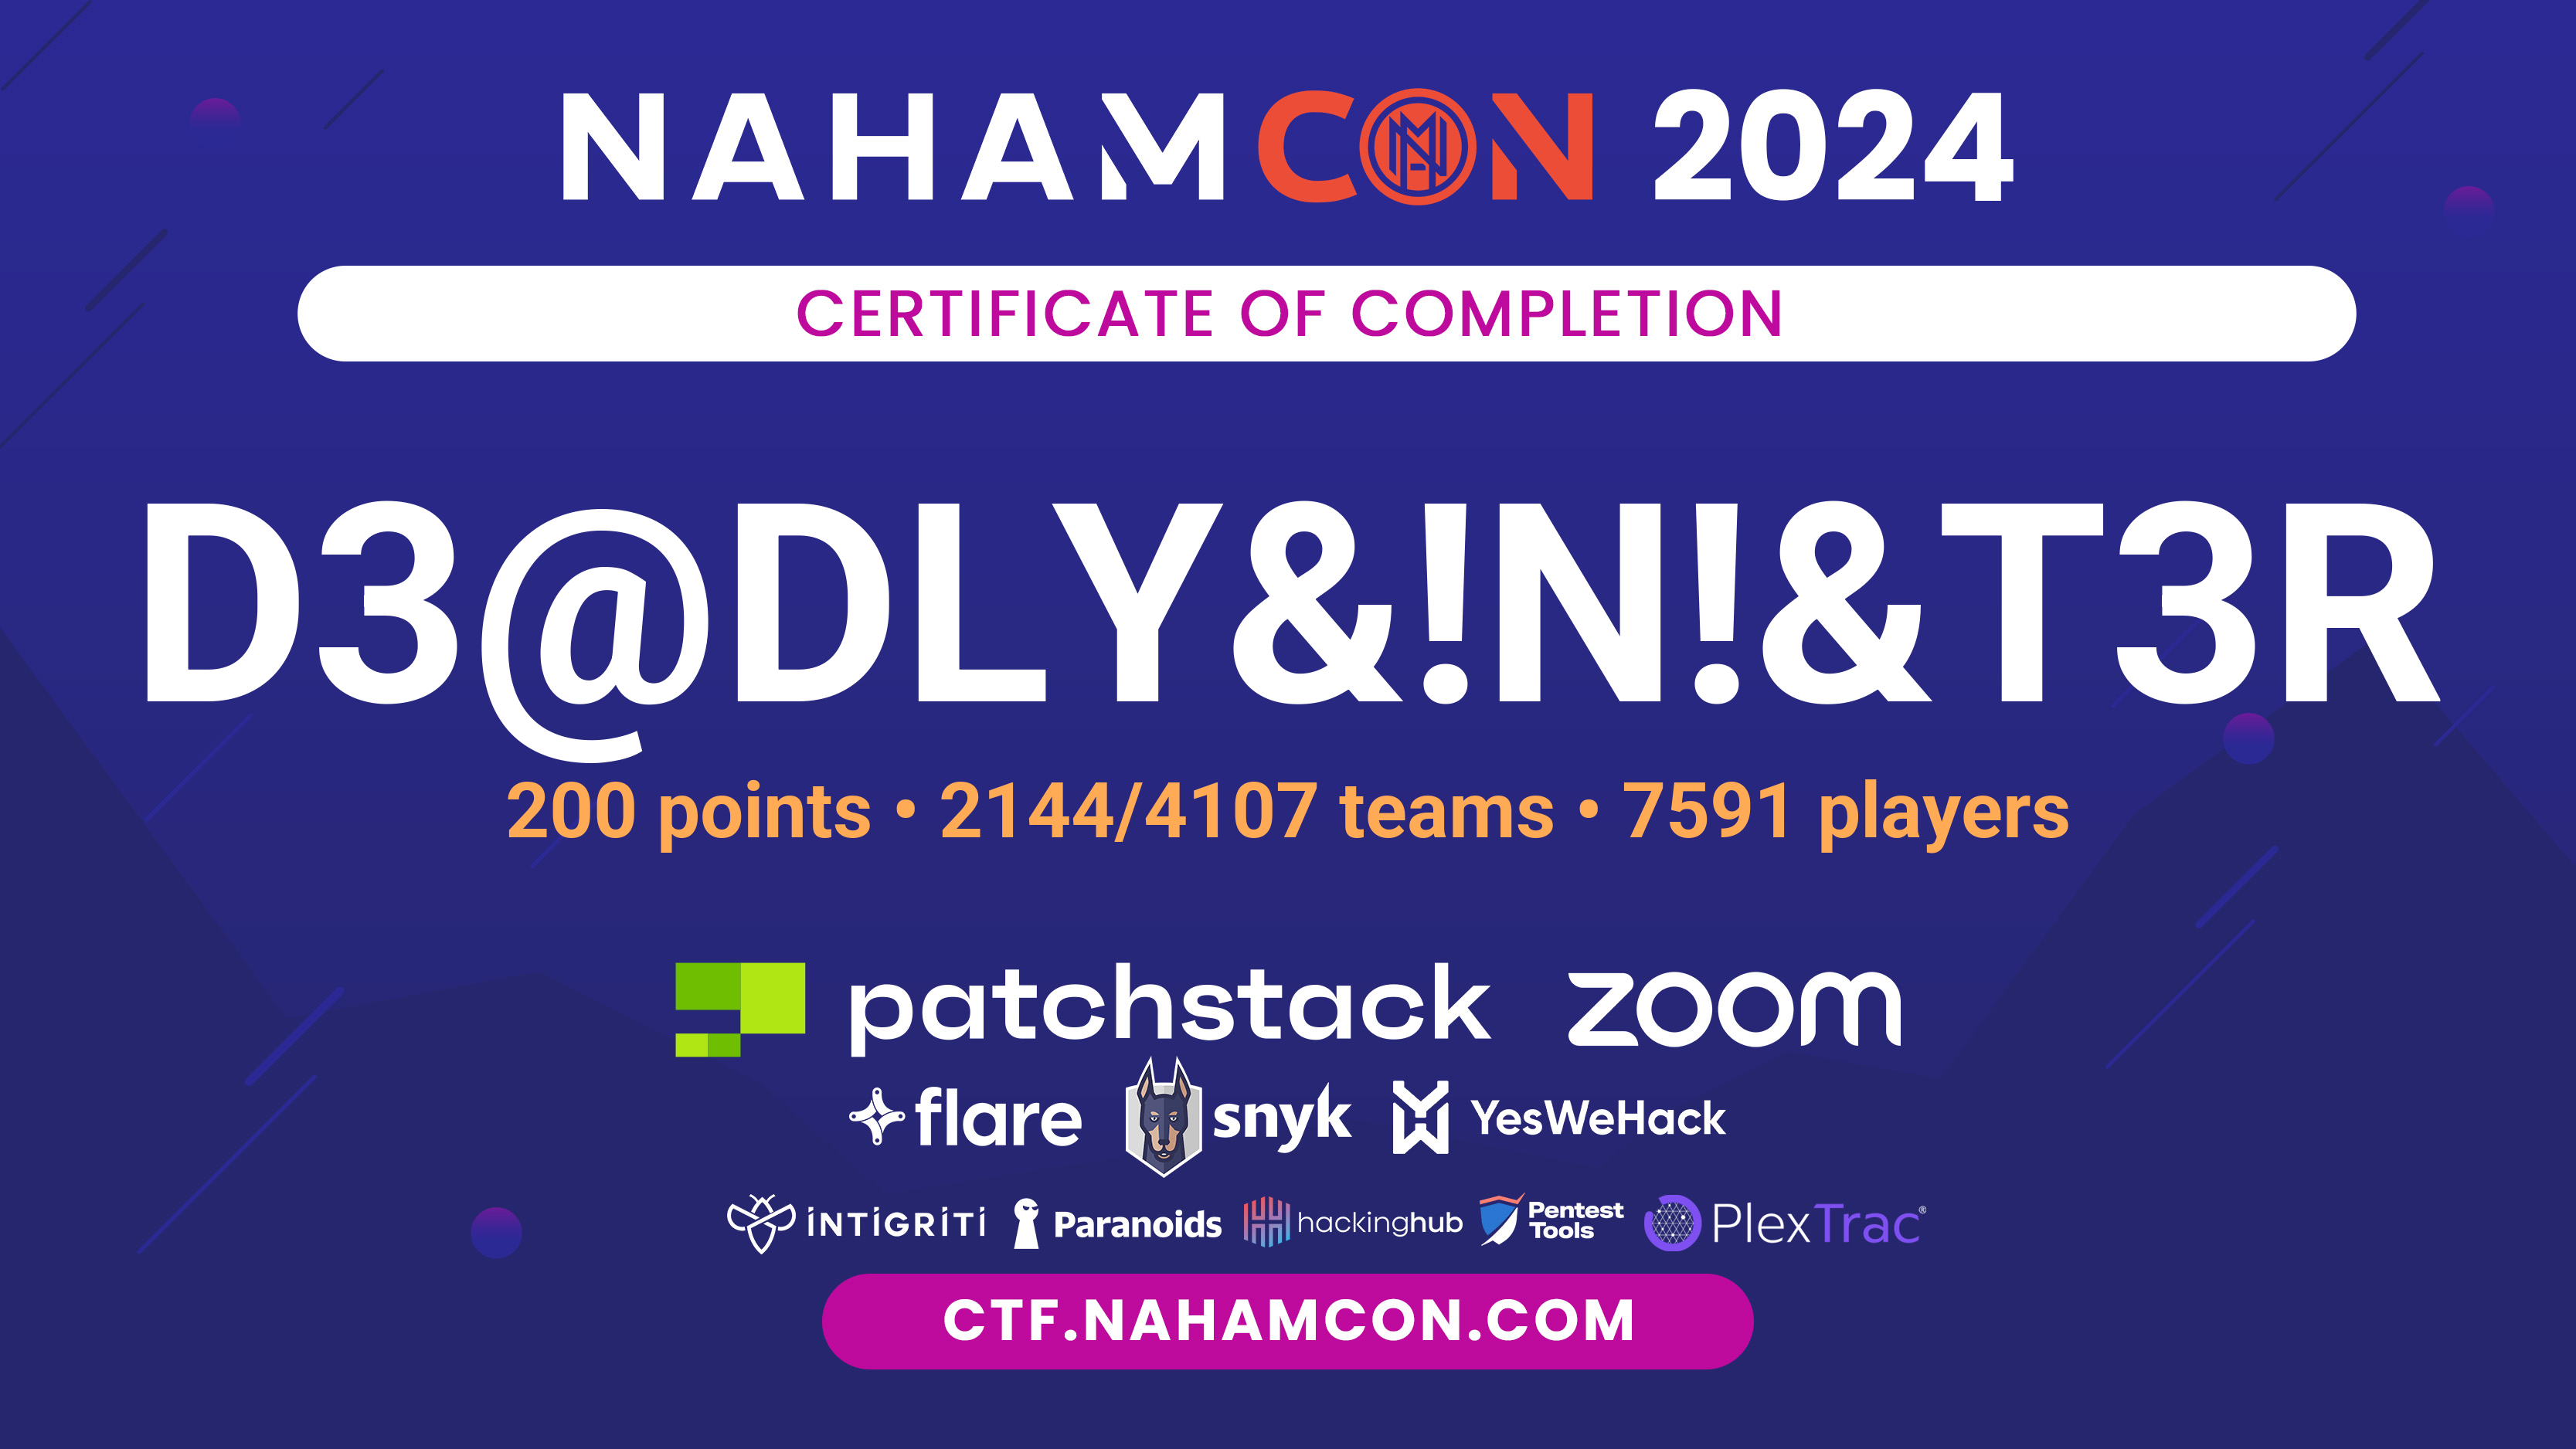 NAHAMCON 2024
CERTIFICATE OF COMPLETION
D3@DLY&!N!&T3R
200 points • 2144/4107 teams • 7591 players
patchstack zoom
flare snyk YesWeHack
INTIGRITI Paranoids hackinghub Pentest Tools PlexTrac®
CTF.NAHAMCON.COM